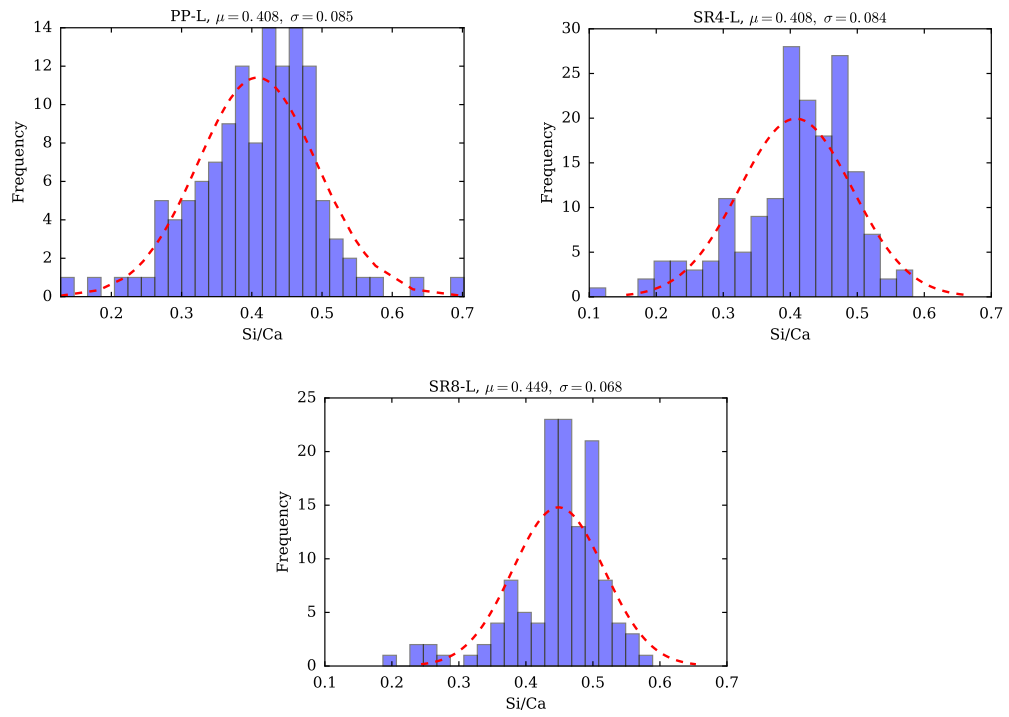 PP-L, μ = 0.408, σ = 0.085
14
12
10
8
6
4
2
0
Frequency
0.2 0.3 0.4 0.5 0.6 0.7
Si/Ca
SR4-L, μ = 0.408, σ = 0.084
30
25
20
15
10
5
0
Frequency
0.1 0.2 0.3 0.4 0.5 0.6 0.7
Si/Ca
SR8-L, μ = 0.449, σ = 0.068
25
20
15
10
5
0
Frequency
0.1 0.2 0.3 0.4 0.5 0.6 0.7
Si/Ca